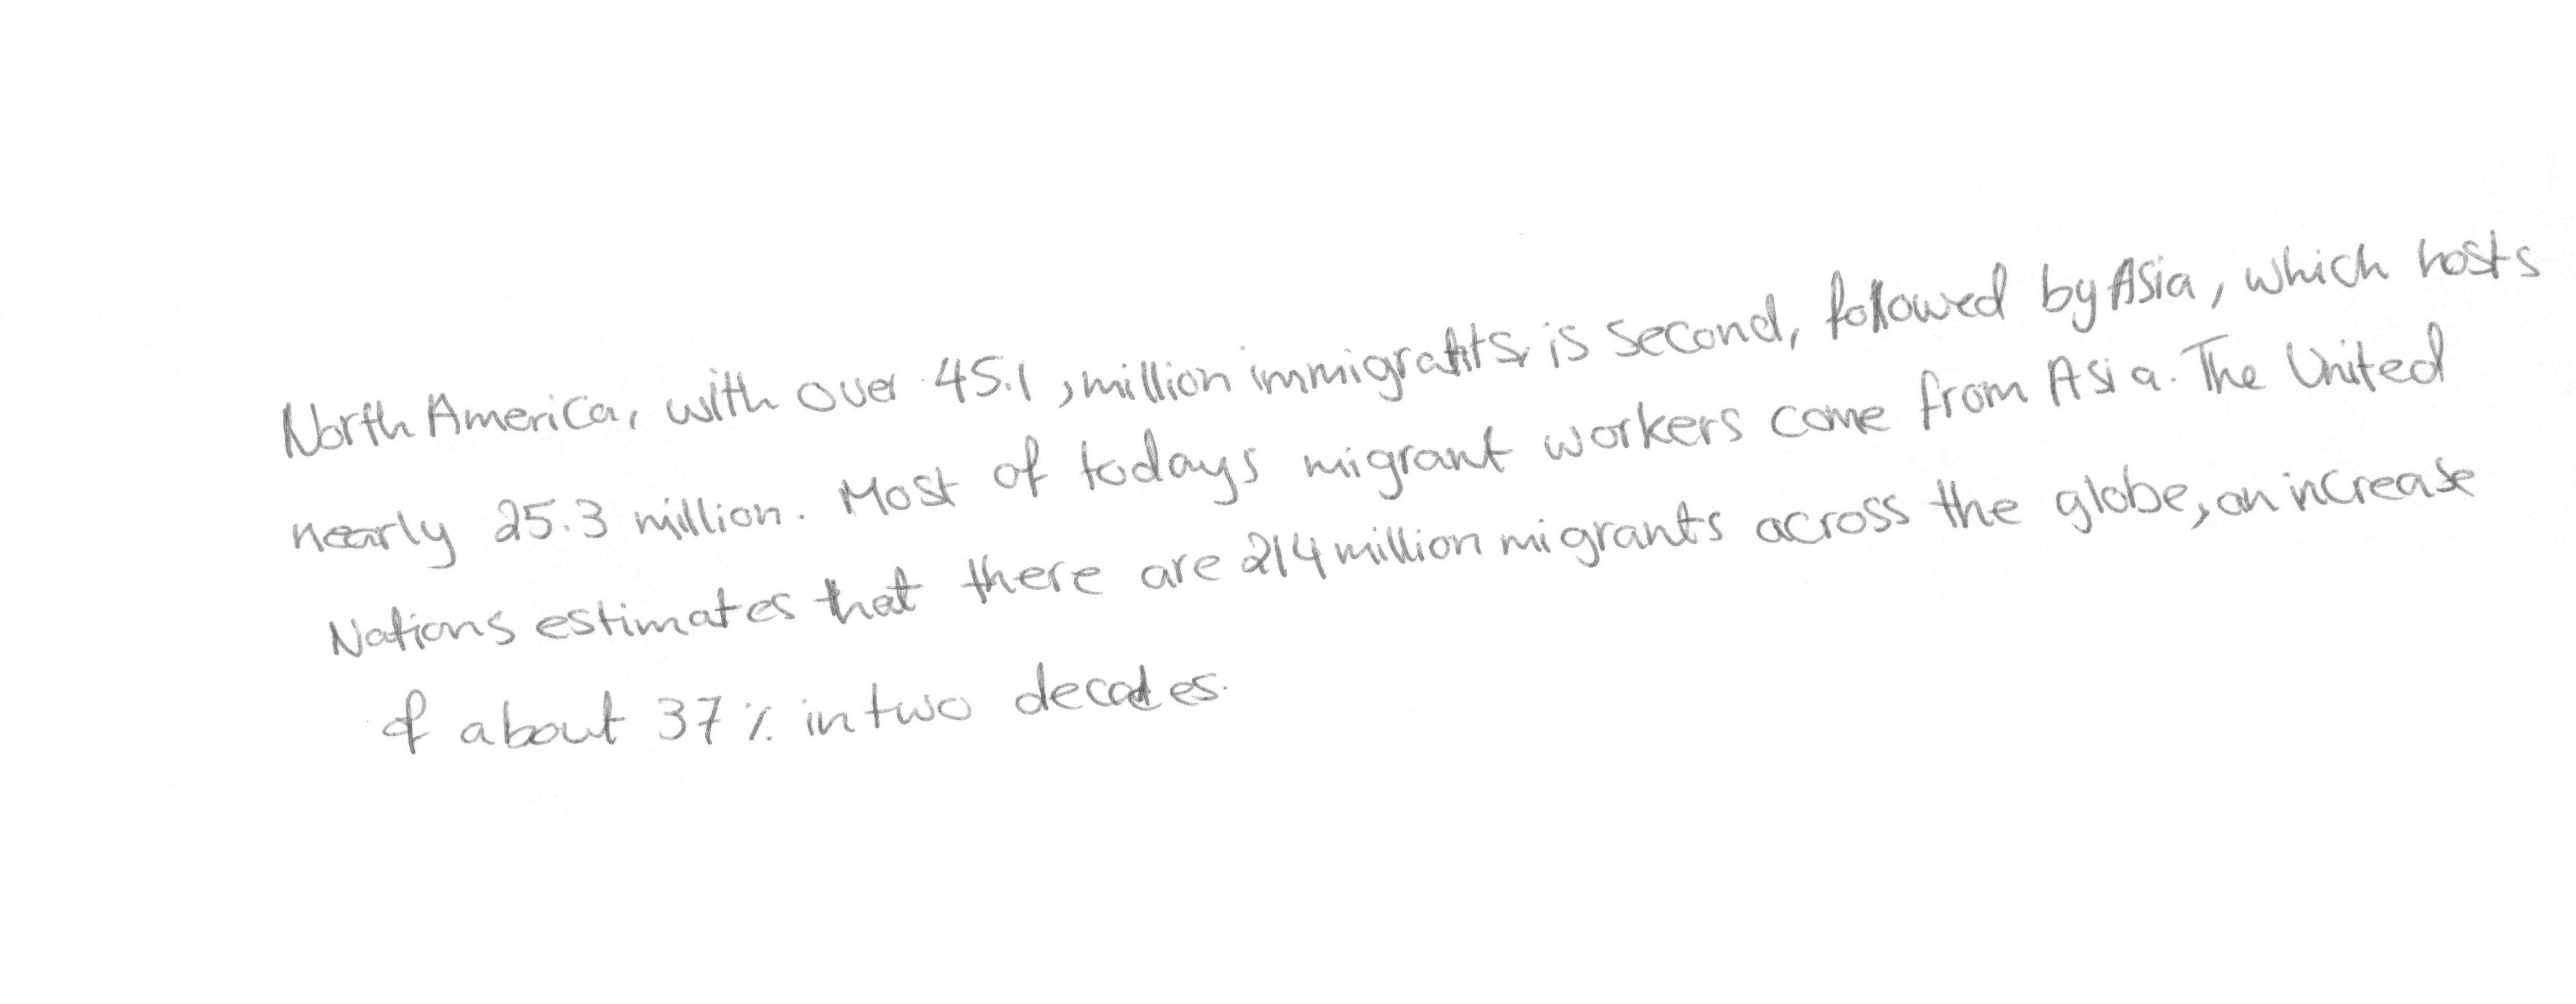 North America, with over 45.1, million immigrants, is second, followed by Asia, which hosts
nearly 25.3 million. Most of todays migrant workers come from Asia. The United
Nations estimates that there are 214 million migrants across the globe, an increase
of about 37% in two decades.